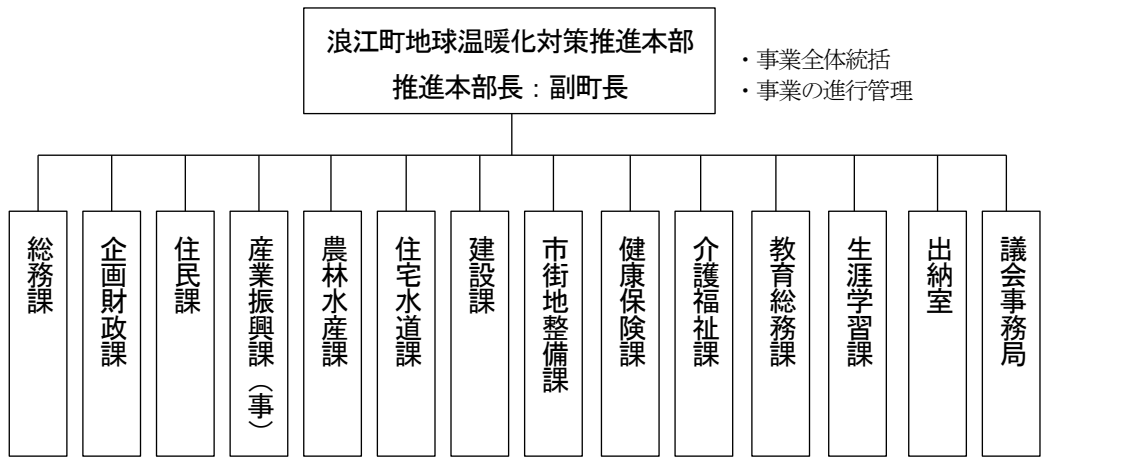 浪江町地球温暖化対策推進本部
推進本部長：副町長
・事業全体統括
・事業の進行管理
総務課
企画財政課
住民課
産業振興課（事）
農林水産課
住宅水道課
建設課
市街地整備課
健康保険課
介護福祉課
教育総務課
生涯学習課
出納室
議会事務局